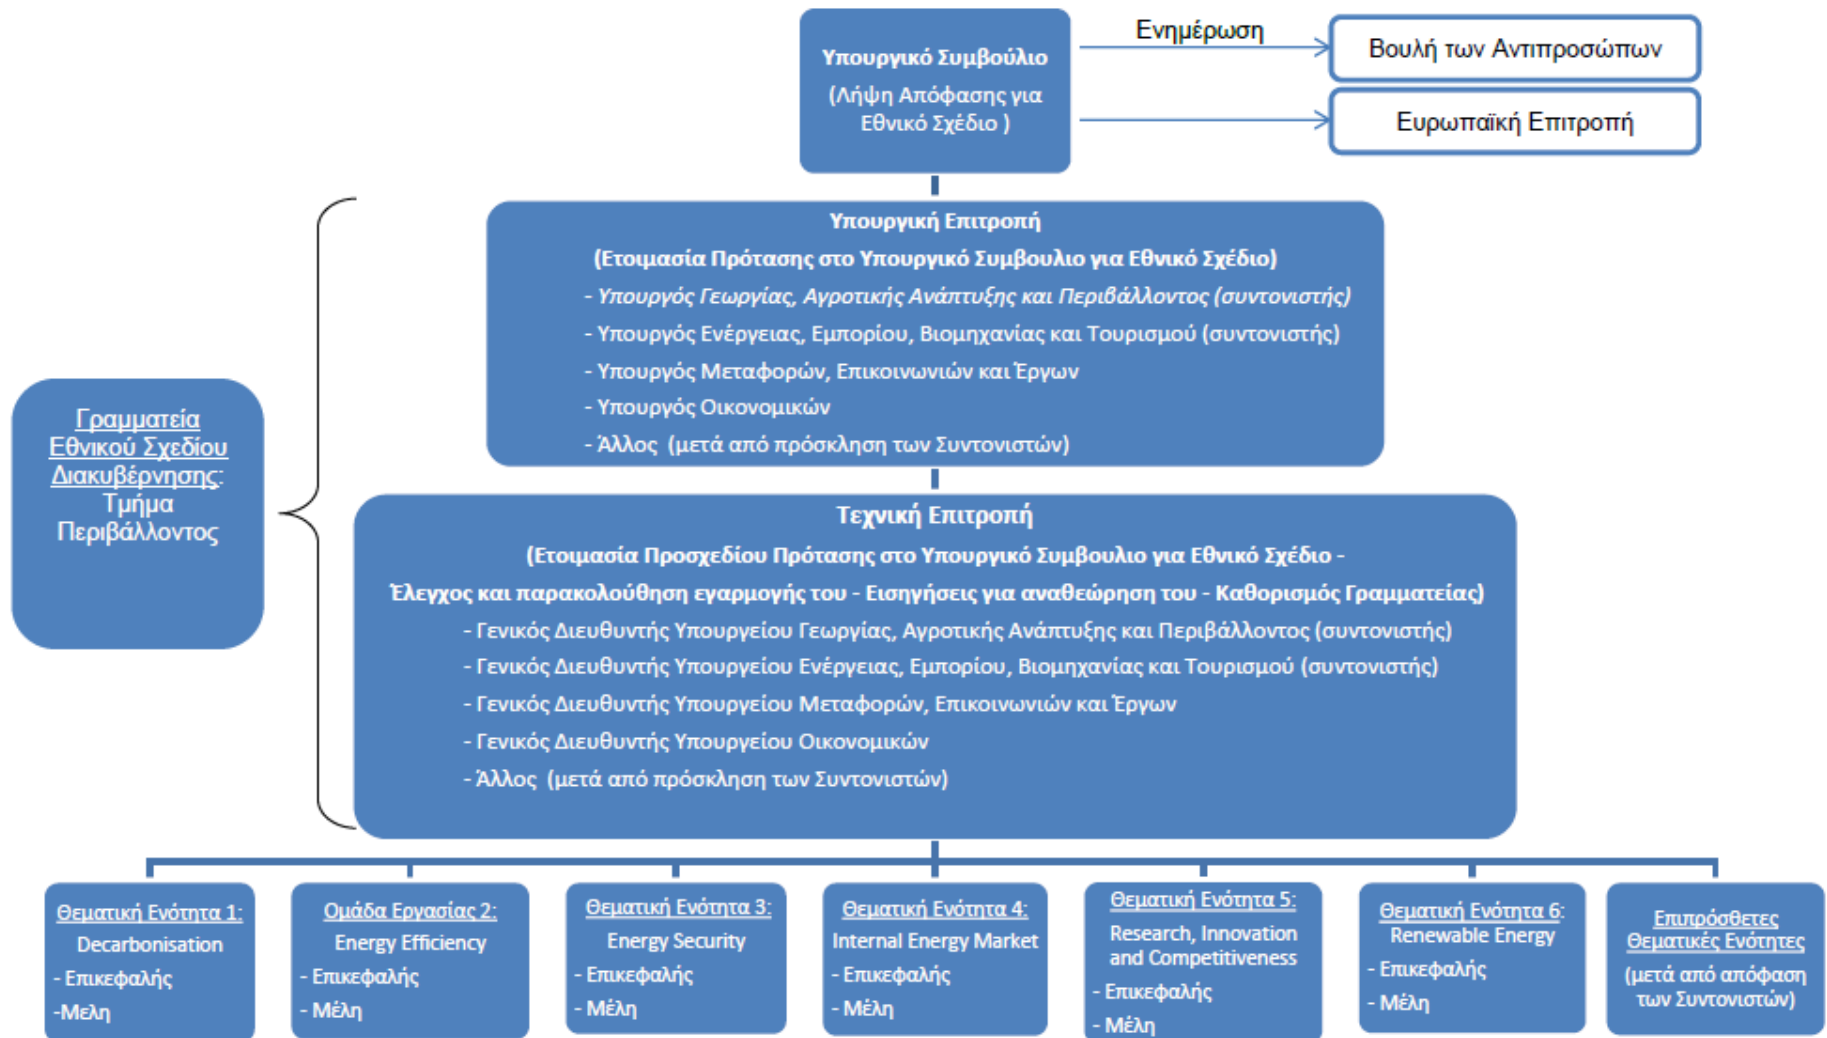 Υπουργικό Συμβούλιο
(Λήψη Απόφασης για
Εθνικό Σχέδιο )
Ενημέρωση
Βουλή των Αντιπροσώπων
Ευρωπαϊκή Επιτροπή
Υπουργική Επιτροπή
(Ετοιμασία Πρότασης στο Υπουργικό Συμβουλιο για Εθνικό Σχέδιο)
- Υπουργός Γεωργίας, Αγροτικής Ανάπτυξης και Περιβάλλοντος (συντονιστής)
- Υπουργός Ενέργειας, Εμπορίου, Βιομηχανίας και Τουρισμού (συντονιστής)
- Υπουργός Μεταφορών, Επικοινωνιών και Έργων
- Υπουργός Οικονομικών
- Άλλος (μετά από πρόσκληση των Συντονιστών)
Γραμματεία
Εθνικού Σχεδίου
Διακυβέρνησης:
Τμήμα
Περιβάλλοντος
Τεχνική Επιτροπή
(Ετοιμασία Προσχεδίου Πρότασης στο Υπουργικό Συμβουλιο για Εθνικό Σχέδιο -
Έλεγχος και παρακολούθηση εγαρμογής του - Εισηγήσεις για αναθεώρηση του - Καθορισμός Γραμματείας)
- Γενικός Διευθυντής Υπουργείου Γεωργίας, Αγροτικής Ανάπτυξης και Περιβάλλοντος (συντονιστής)
- Γενικός Διευθυντής Υπουργείου Ενέργειας, Εμπορίου, Βιομηχανίας και Τουρισμού (συντονιστής)
- Γενικός Διευθυντής Υπουργείου Μεταφορών, Επικοινωνιών και Έργων
- Γενικός Διευθυντής Υπουργείου Οικονομικών
- Άλλος (μετά από πρόσκληση των Συντονιστών)
Θεματική Ενότητα 1:
Decarbonisation
- Επικεφαλής
-Μελη
Ομάδα Εργασίας 2:
Energy Efficiency
- Επικεφαλής
- Μέλη
Θεματική Ενότητα 3:
Energy Security
- Επικεφαλής
- Μέλη
Θεματική Ενότητα 4:
Internal Energy Market
- Επικεφαλής
- Μέλη
Θεματική Ενότητα 5:
Research, Innovation
and Competitiveness
- Επικεφαλής
- Μέλη
Θεματική Ενότητα 6:
Renewable Energy
- Επικεφαλής
- Μέλη
Επιπρόσθετες
Θεματικές Ενότητες
(μετά από απόφαση
των Συντονιστών)